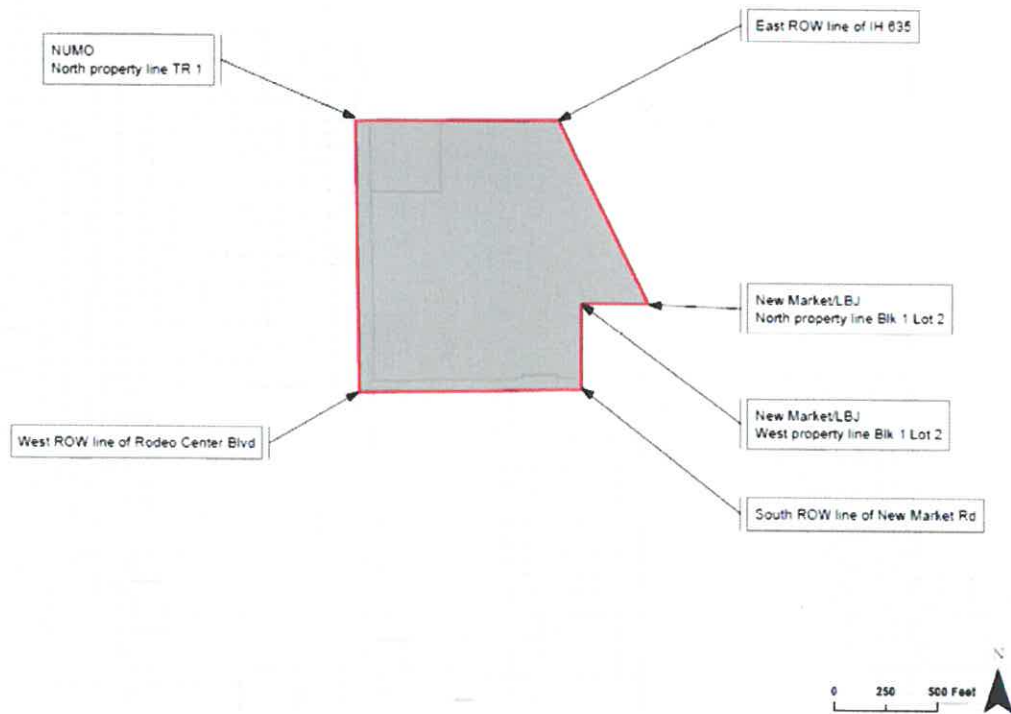 NUMO
North property line TR 1
East ROW line of IH 635
New Market/LBJ
North property line Blk 1 Lot 2
New Market/LBJ
West property line Blk 1 Lot 2
West ROW line of Rodeo Center Blvd
South ROW line of New Market Rd
N
0 250 500 Feet